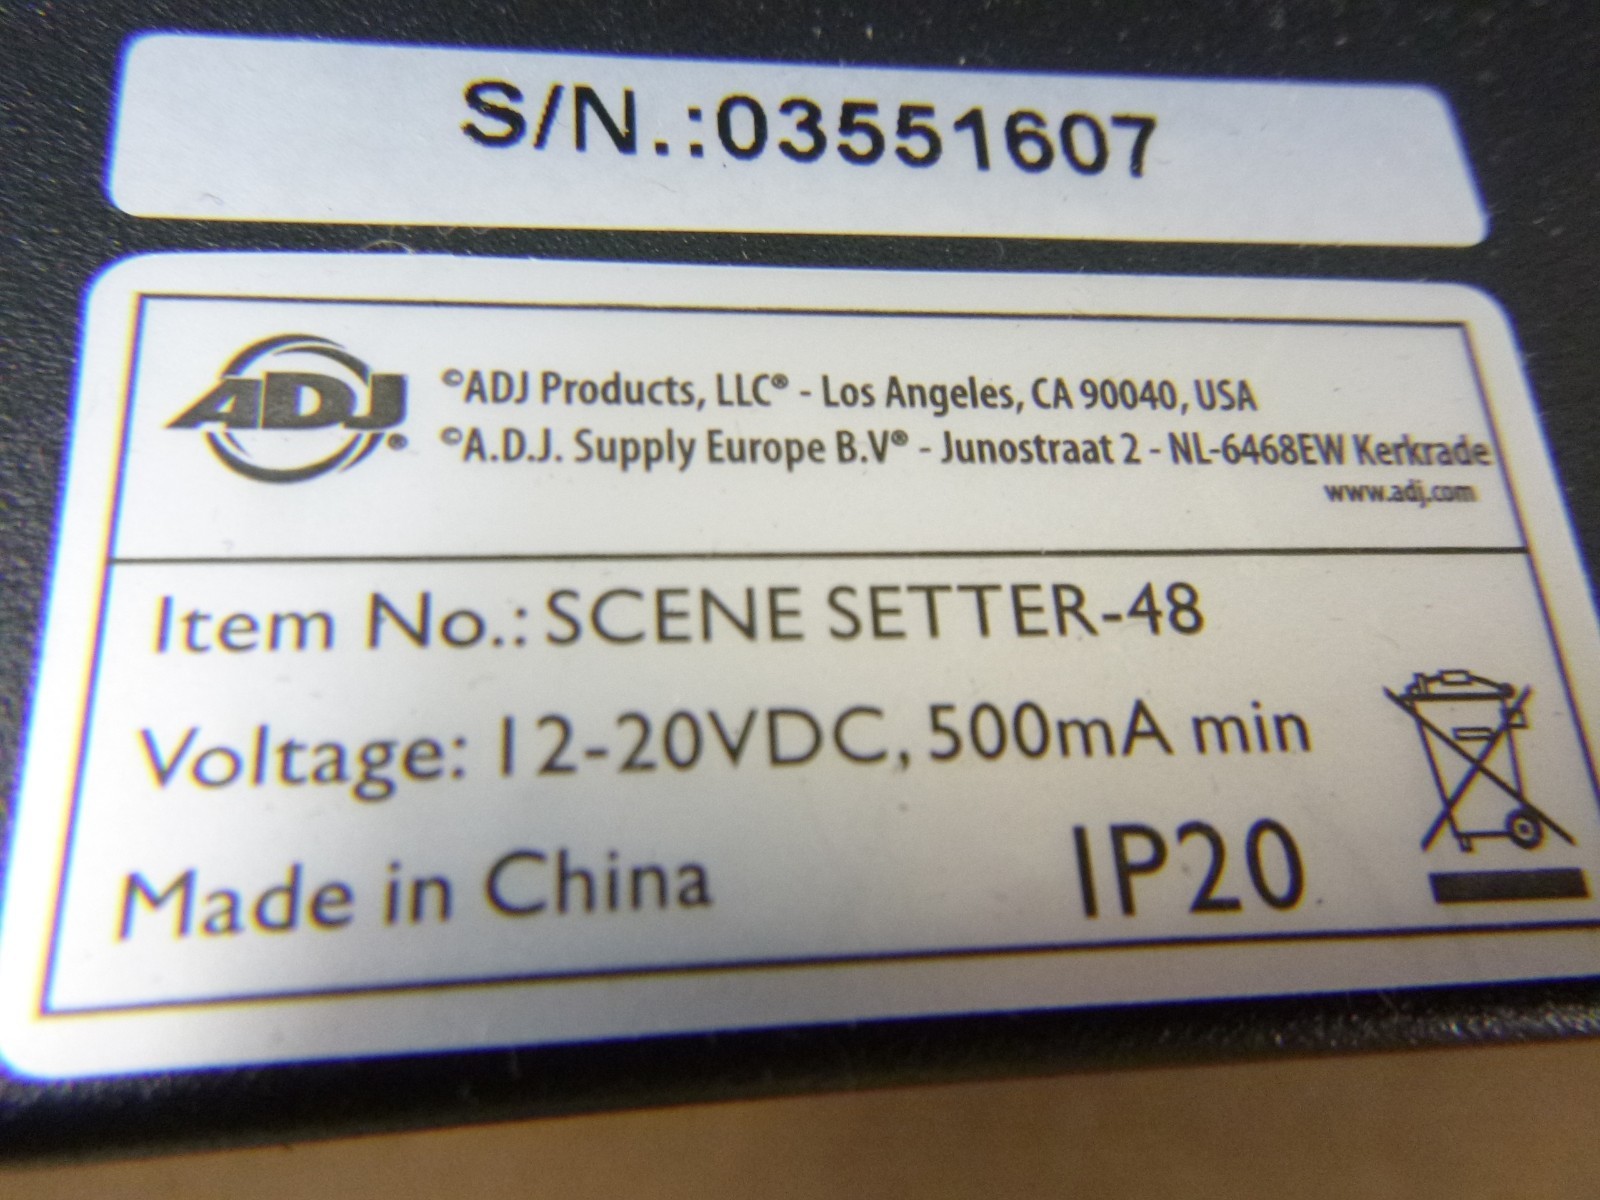 S/N.:03551607
ADJ®
©ADJ Products, LLC® - Los Angeles, CA 90040, USA
©A.D.J. Supply Europe B.V® - Junostraat 2 - NL-6468EW Kerkrade
www.adj.com
Item No.: SCENE SETTER-48
Voltage: 12-20VDC, 500mA min
Made in China
IP20